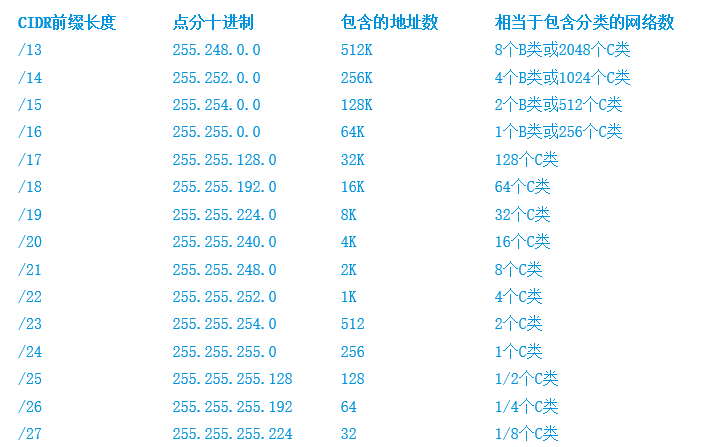 CIDR前缀长度 点分十进制 包含的地址数 相当于包含分类的网络数
/13 255.248.0.0 512K 8个B类或2048个C类
/14 255.252.0.0 256K 4个B类或1024个C类
/15 255.254.0.0 128K 2个B类或512个C类
/16 255.255.0.0 64K 1个B类或256个C类
/17 255.255.128.0 32K 128个C类
/18 255.255.192.0 16K 64个C类
/19 255.255.224.0 8K 32个C类
/20 255.255.240.0 4K 16个C类
/21 255.255.248.0 2K 8个C类
/22 255.255.252.0 1K 4个C类
/23 255.255.254.0 512 2个C类
/24 255.255.255.0 256 1个C类
/25 255.255.255.128 128 1/2个C类
/26 255.255.255.192 64 1/4个C类
/27 255.255.255.224 32 1/8个C类